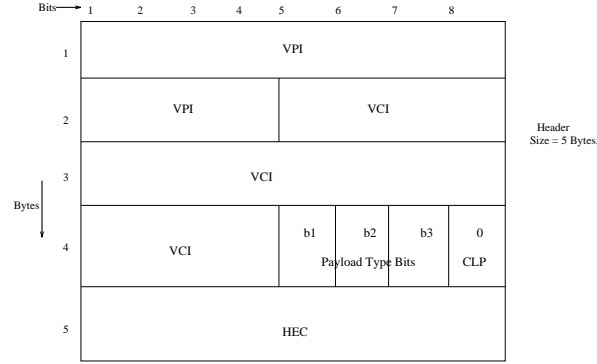 Bits
1 2 3 4 5 6 7 8
1
VPI
2
VPI
VCI
Header
Size = 5 Bytes.
3
VCI
Bytes
4
VCI
b1
b2
b3
0
Payload Type Bits
CLP
5
HEC